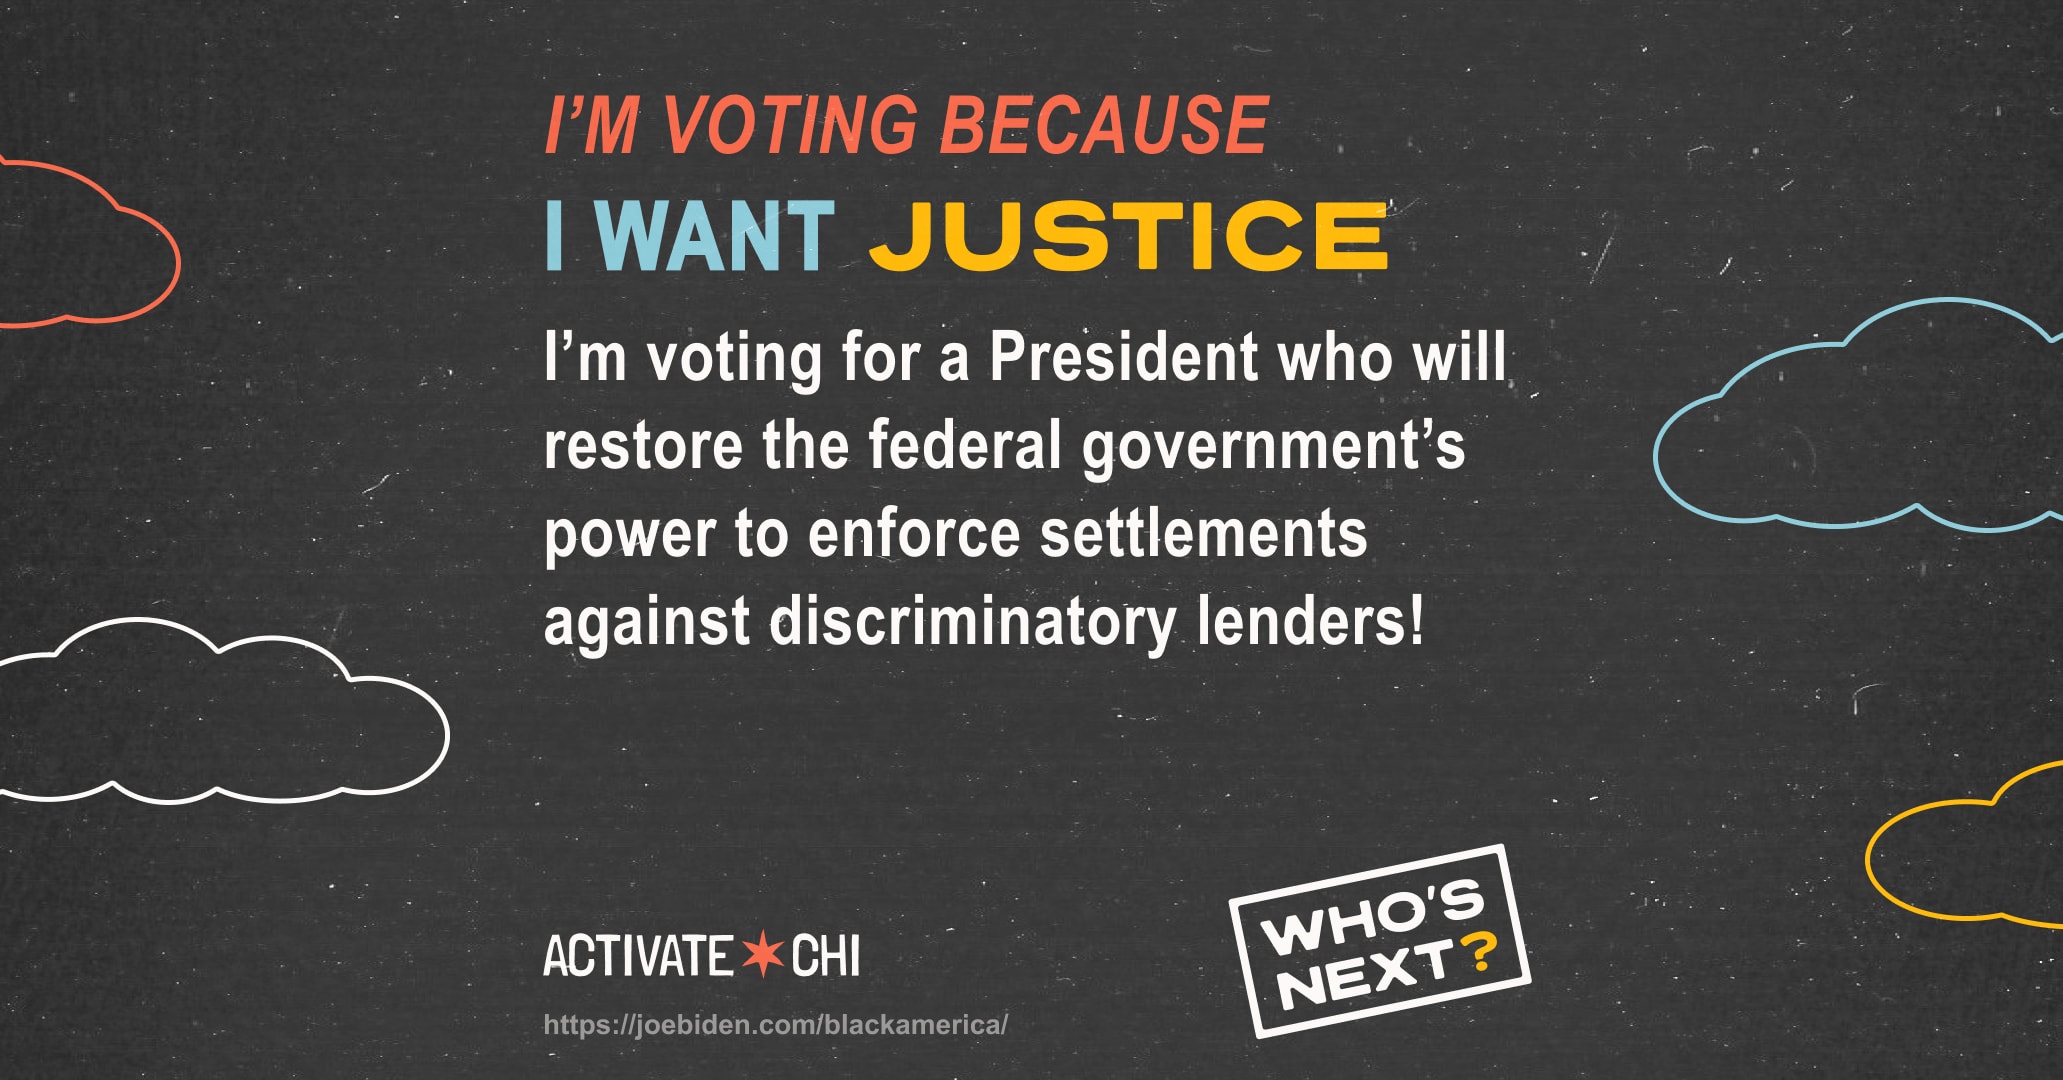 I'M VOTING BECAUSE
I WANT JUSTICE
I'm voting for a President who will
restore the federal government's
power to enforce settlements
against discriminatory lenders!
ACTIVATE CHI
https://joebiden.com/blackamerica/
WHO'S
NEXT?